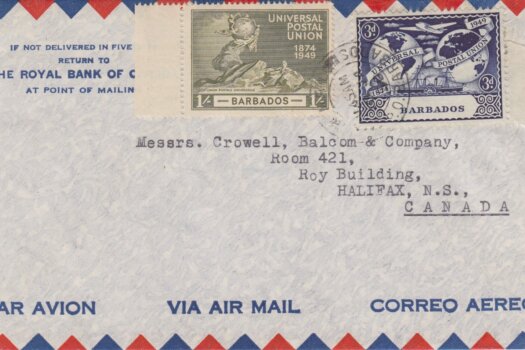 IF NOT DELIVERED IN FIVE
RETURN TO
THE ROYAL BANK OF C
AT POINT OF MAILIN
UNIVERSAL
POSTAL
UNION
1874
1949
1/-
BARBADOS
1/-
3d
1949
UNIVERSAL POSTAL UNION
1874
3d
BARBADOS
Messrs. Crowell, Balcom & Company,
Room 421,
Roy Building,
HALIFAX, N.S.,
CANADA
AR AVION
VIA AIR MAIL
CORREO AEREO